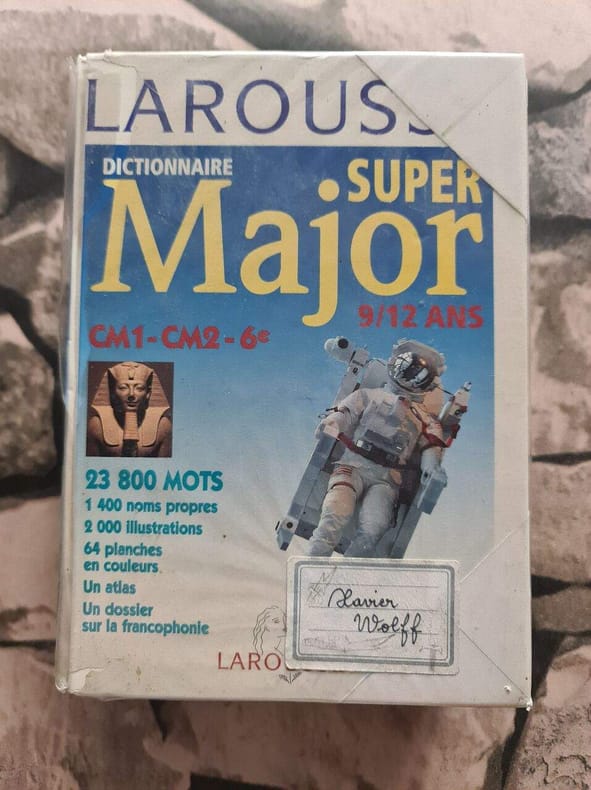 LAROUSS
DICTIONNAIRE
SUPER
Major
9/12 ANS
CM1 - CM2 - 6e
23 800 MOTS
1 400 noms propres
2 000 illustrations
64 planches
en couleurs
Un atlas
Un dossier
sur la francophonie
Xavier
Wolff
LAROU